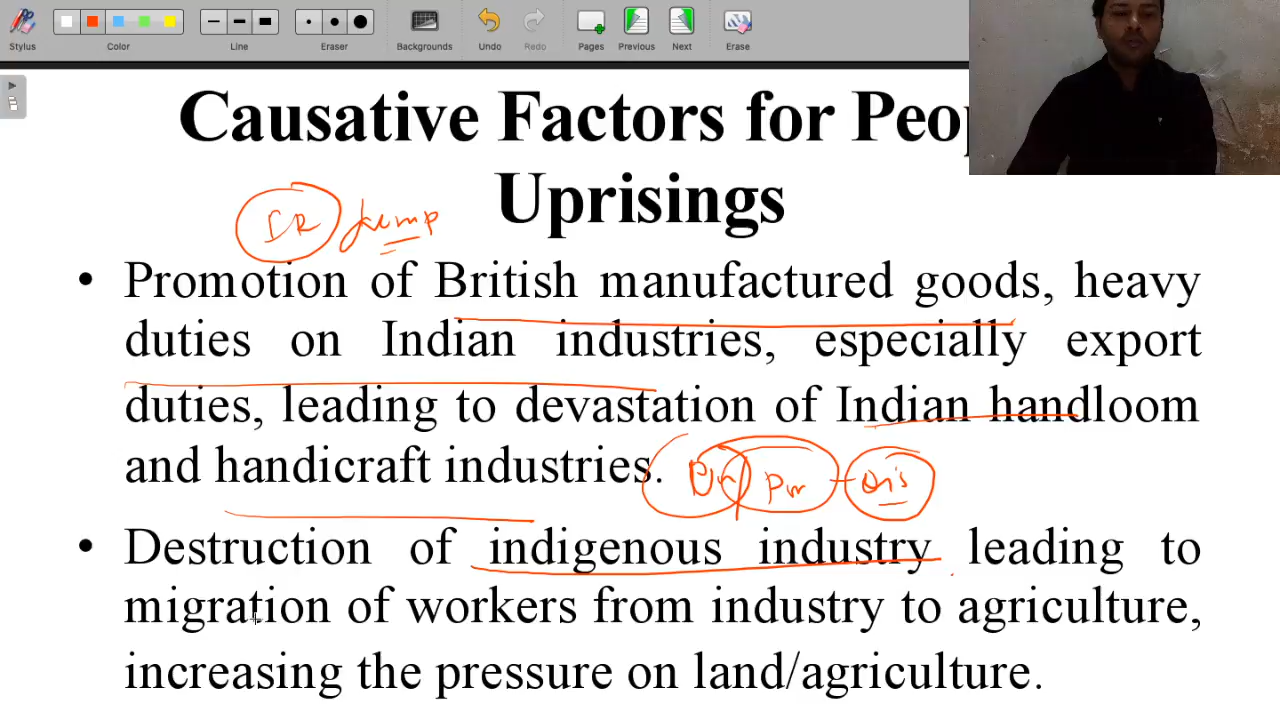 Stylus
Color
Line
Eraser
Backgrounds
Undo
Redo
Pages
Previous
Next
Erase
Causative Factors for Peop
Uprisings
IR
• Promotion of British manufactured goods, heavy
duties on Indian industries, especially export
duties, leading to devastation of Indian handloom
and handicraft industries.
• Destruction of indigenous industry leading to
migration of workers from industry to agriculture,
increasing the pressure on land/agriculture.